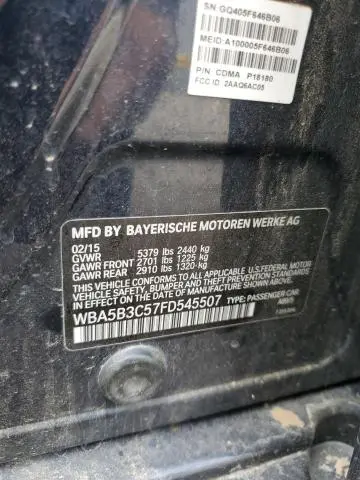 SN:GQ405F646B06
MEID:A100005F646B06
P/N: CDMA P18180
FCC ID: 2AAQ6AC05
MFD BY BAYERISCHE MOTOREN WERKE AG
02/15
GVWR 5379 lbs 2440 kg
GAWR FRONT 2701 lbs 1225 kg
GAWR REAR 2910 lbs 1320 kg
THIS VEHICLE CONFORMS TO ALL APPLICABLE U.S. FEDERAL MOTOR
VEHICLE SAFETY, BUMPER, AND THEFT PREVENTION STANDARDS
IN EFFECT ON THE DATE OF MANUFACTURE SHOWN ABOVE.
WBA5B3C57FD545507 TYPE: PASSENGER CAR